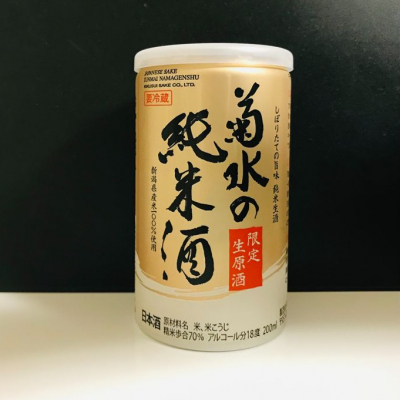 JAPANESE SAKE
JUNMAI NAMAGENSHU
KIKUSUI SAKE CO., LTD.
要冷蔵
菊水の
純米酒
しぼりたての旨味 純米生酒
新潟県産米一〇〇%使用
限定
生原酒
日本酒
原材料名 米、米こうじ
精米歩合70% アルコール分18度 200ml